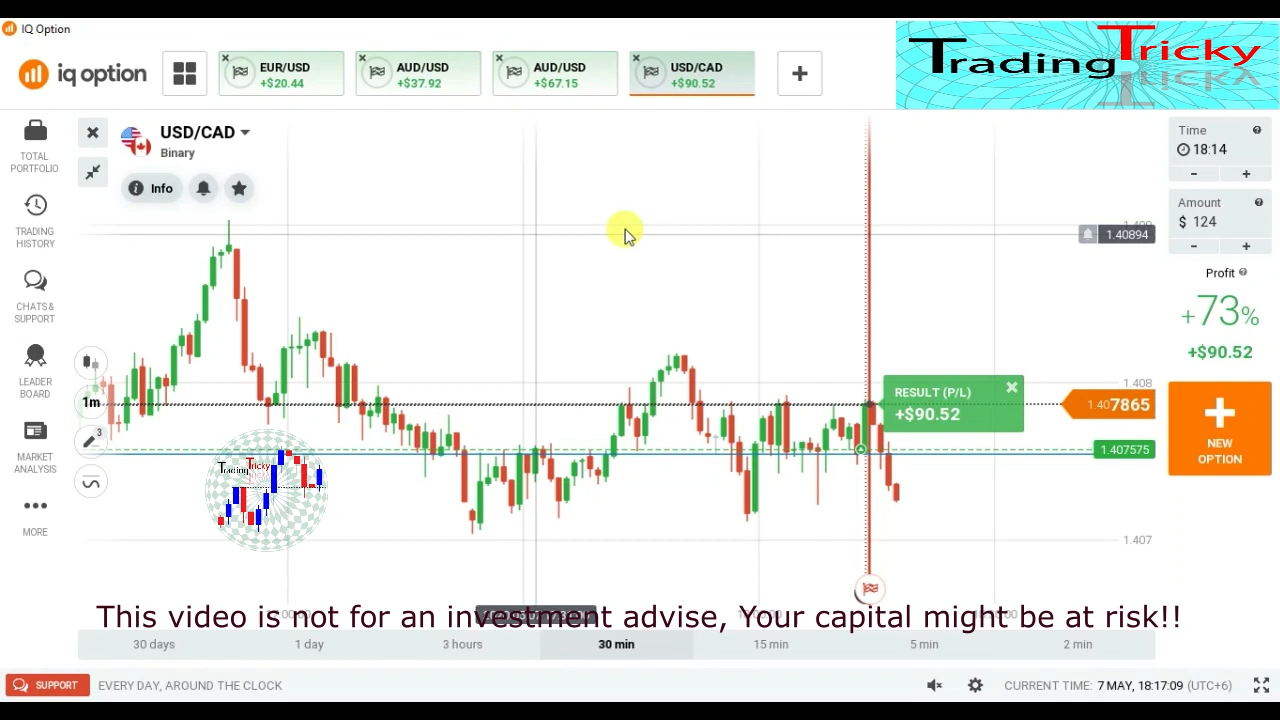 IQ Option
iq option
EUR/USD
+$20.44
AUD/USD
+$37.92
AUD/USD
+$67.15
USD/CAD
+$90.52
+
Trading Tricky
TOTAL
PORTFOLIO
TRADING
HISTORY
CHATS &
SUPPORT
LEADER
BOARD
MARKET
ANALYSIS
MORE
USD/CAD
Binary
Info
1m
3
Trading Tricky
RESULT (P/L)
+$90.52
1.40894
1.408
1.407865
1.407575
1.407
Time
18:14
- +
Amount
$ 124
- +
Profit
+73%
+$90.52
NEW
OPTION
This video is not for an investment advise, Your capital might be at risk!!
30 days 1 day 3 hours 30 min 15 min 5 min 2 min
SUPPORT EVERY DAY, AROUND THE CLOCK CURRENT TIME: 7 MAY, 18:17:09 (UTC+6)